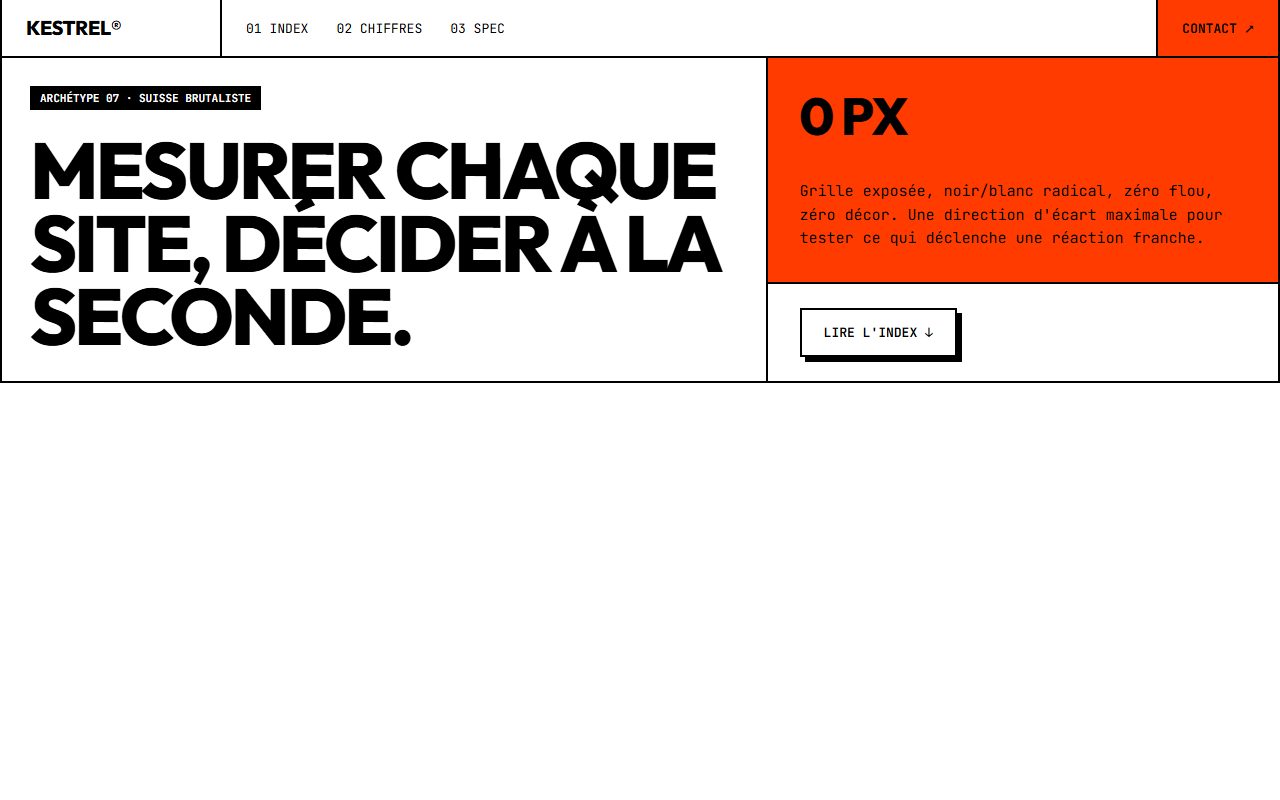 KESTREL®
01 INDEX
02 CHIFFRES
03 SPEC
CONTACT ↗
ARCHÉTYPE 07 · SUISSE BRUTALISTE
MESURER CHAQUE
SITE, DÉCIDER À LA
SECONDE.
0 PX
Grille exposée, noir/blanc radical, zéro flou,
zéro décor. Une direction d'écart maximale pour
tester ce qui déclenche une réaction franche.
LIRE L'INDEX ↓